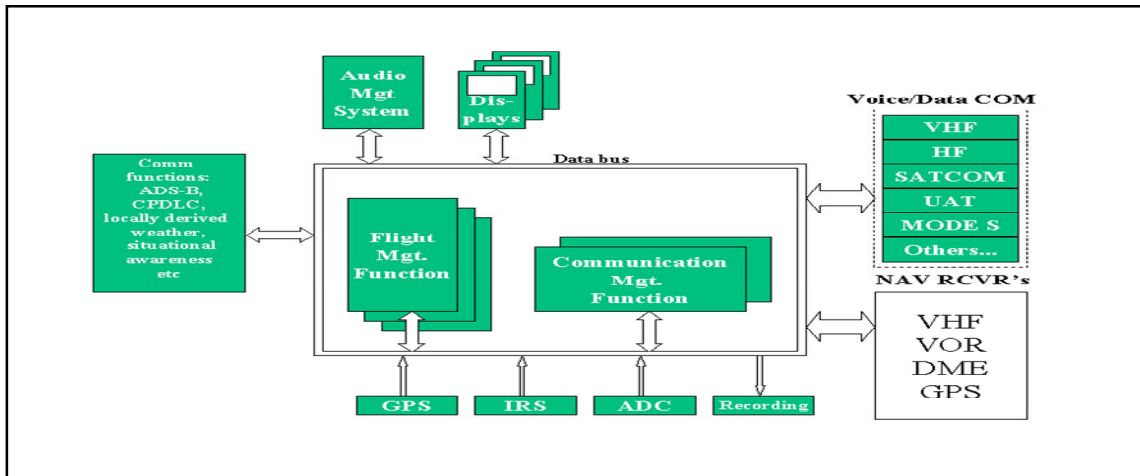 Audio
Mgt
System
Dis-
plays
Voice/Data COM
VHF
HF
SATCOM
UAT
MODE S
Others...
Data bus
Comm
functions:
ADS-B,
CPDLC,
locally derived
weather,
situational
awareness
etc
Flight
Mgt.
Function
Communication
Mgt.
Function
NAV RCVR's
VHF
VOR
DME
GPS
GPS
IRS
ADC
Recording